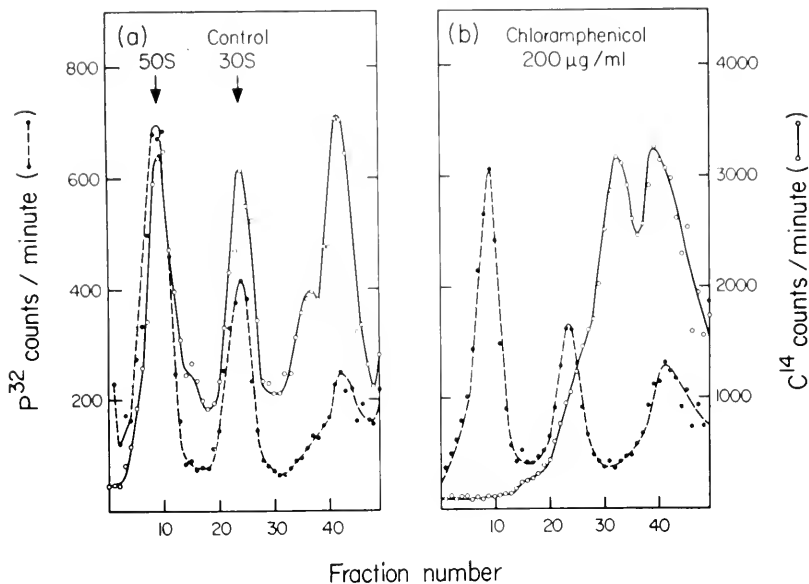 (a)
Control
50S
30S
800
600
400
200
10
20
30
40
P32 counts / minute (•---•)
(b)
Chloramphenicol
200 µg/ml
4000
3000
2000
1000
10
20
30
40
C14 counts / minute (o—o)
Fraction number